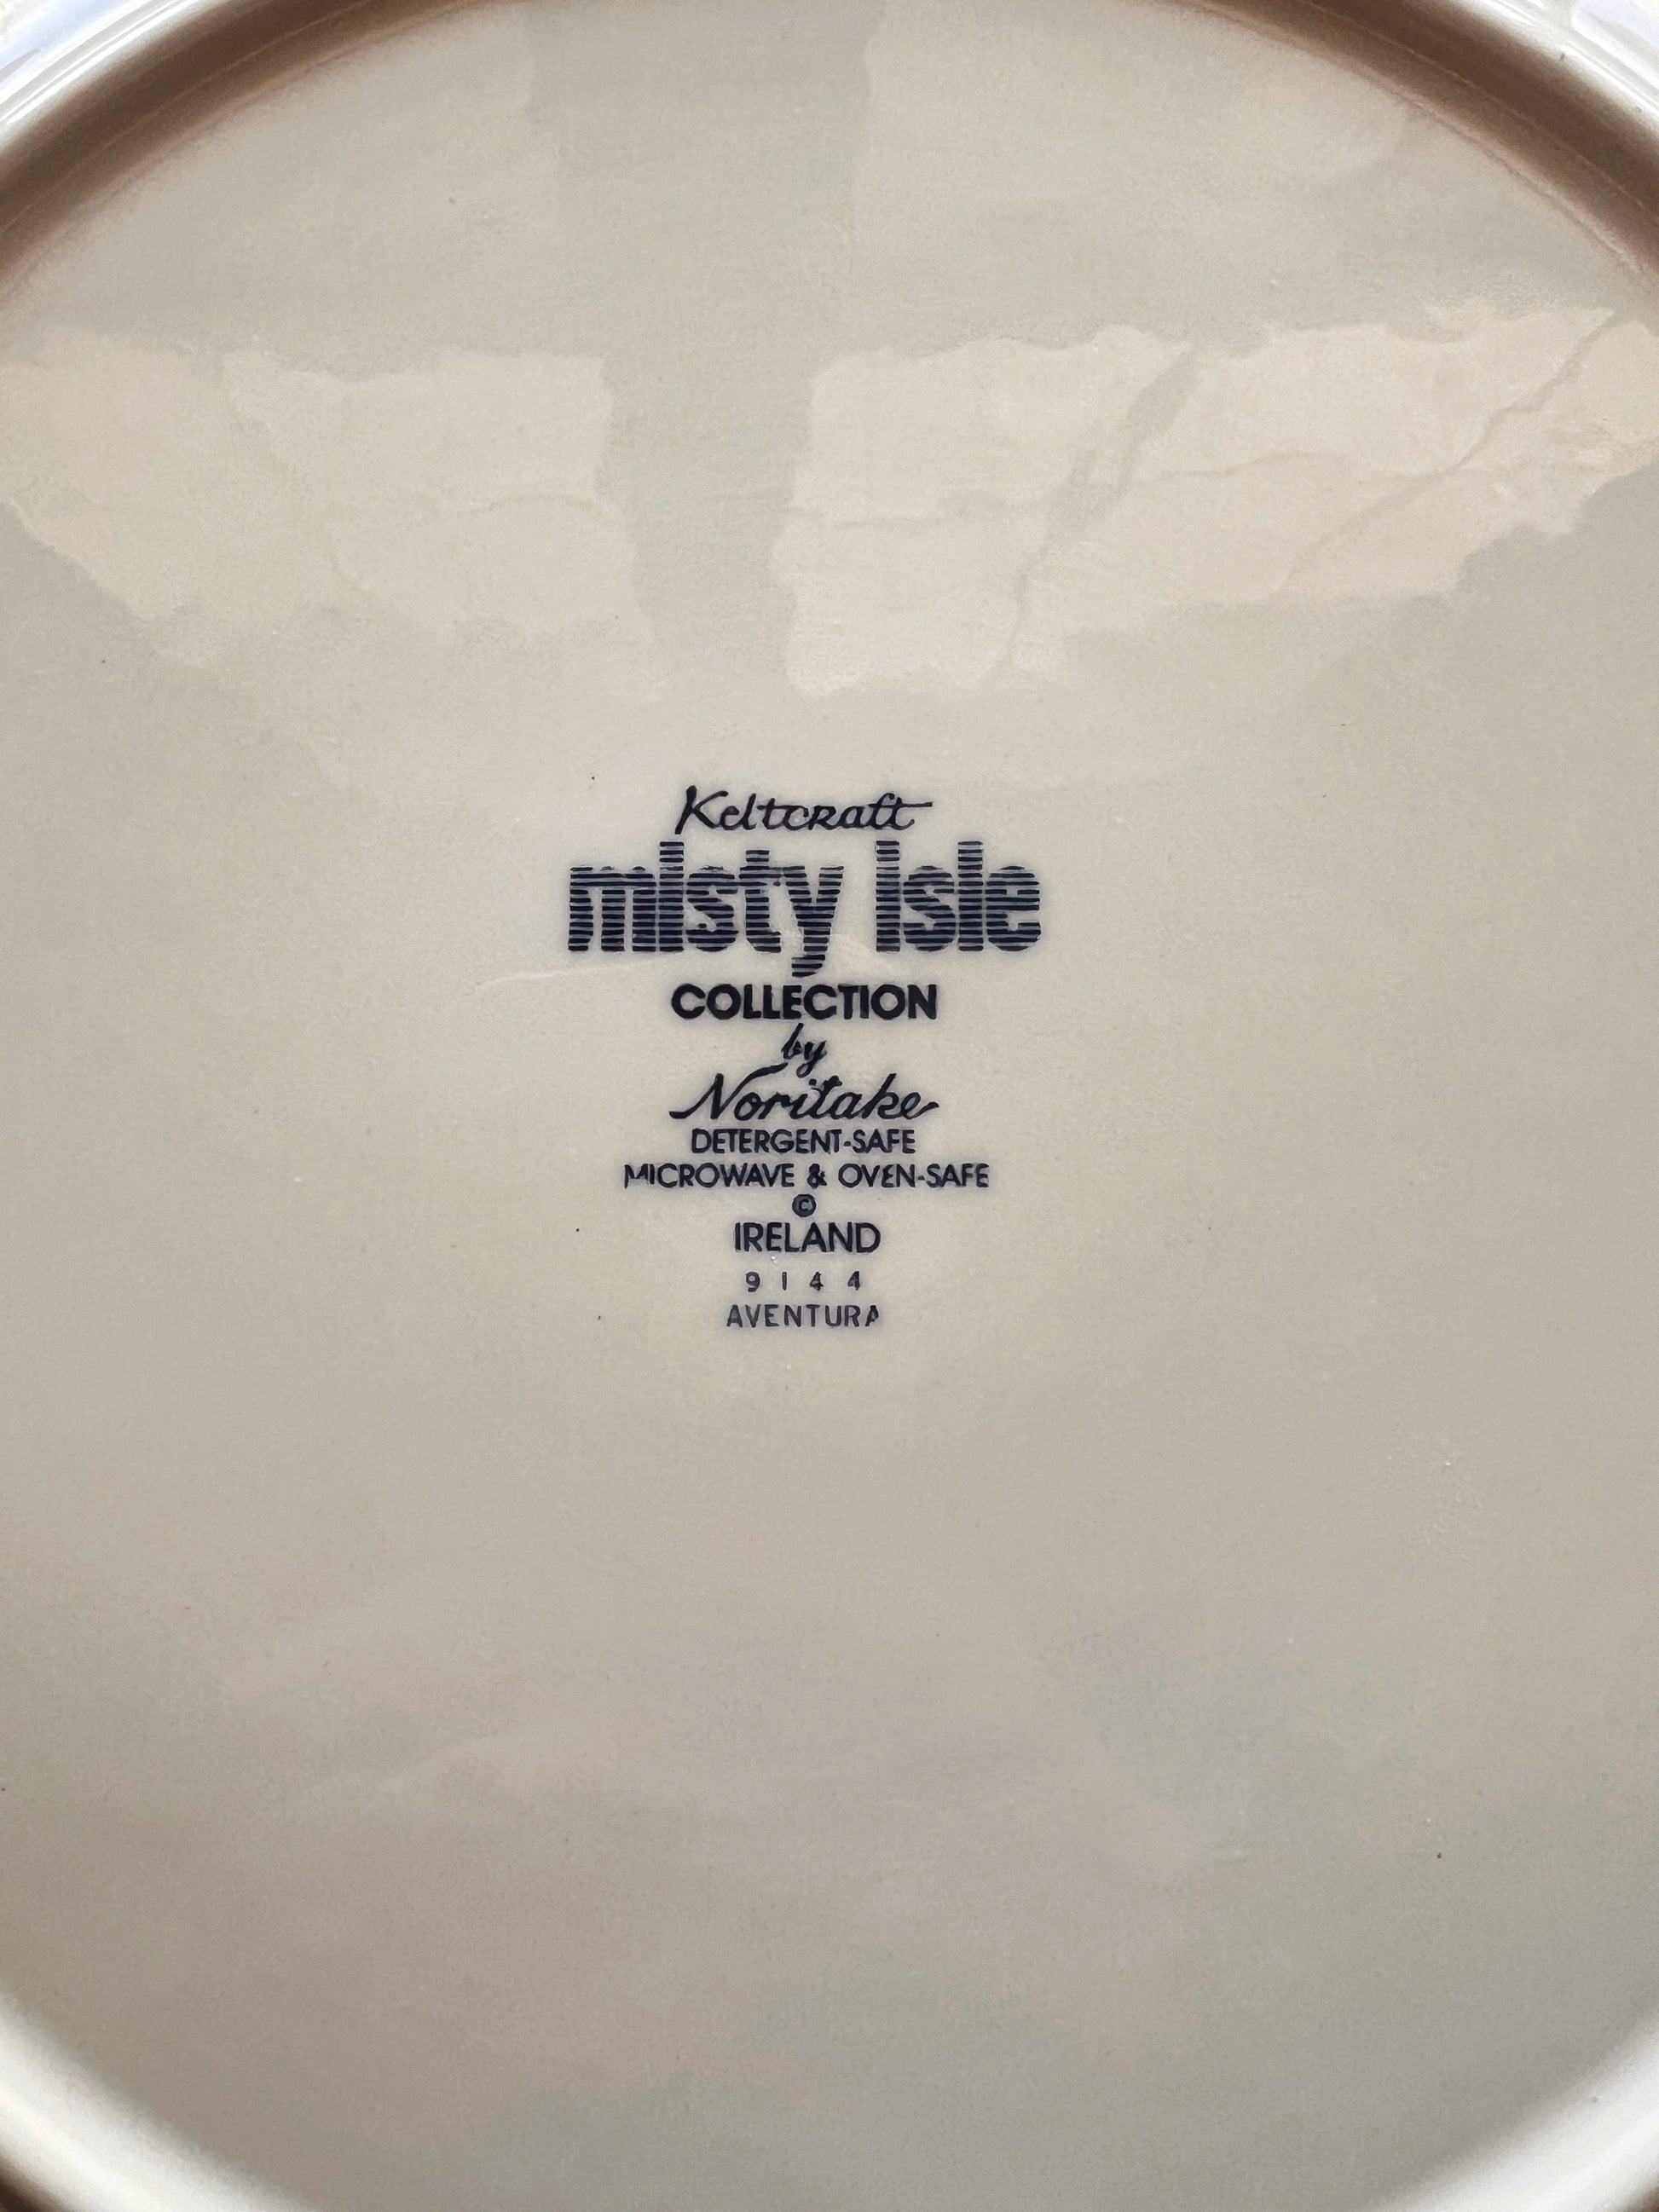 Keltcraft
misty isle
COLLECTION
by
Noritake
DETERGENT-SAFE
MICROWAVE & OVEN-SAFE
©
IRELAND
9144
AVENTURA